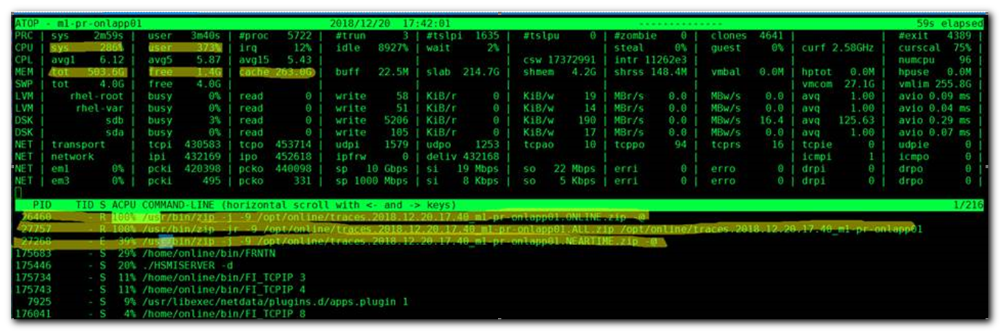 ATOP - m1-pr-onlapp01 2018/12/20 17:42:01 -------------- 59s elapsed
PRC | sys 2m59s | user 3m40s | #proc 5722 | #trun 3 | #tslpi 1635 | #tslpu 0 | #zombie 0 | clones 4641 | | #exit 4389 |
CPU | sys 286% | user 373% | irq 12% | idle 8927% | wait 2% | | steal 0% | guest 0% | curf 2.58GHz | curscal 75% |
CPL | avg1 6.12 | avg5 5.87 | avg15 5.43 | | | csw 17372991 | intr 11262e3 | | | numcpu 96 |
MEM | tot 503.6G | free 1.4G | cache 263.0G | buff 22.5M | slab 214.7G | shmem 4.2G | shrss 148.4M | vmbal 0.0M | hptot 0.0M | hpuse 0.0M |
SWP | tot 4.0G | free 4.0G | | | | | | | vmcom 27.1G | vmlim 255.8G |
LVM | rhel-root | busy 0% | read 0 | write 58 | KiB/r 0 | KiB/w 19 | MBr/s 0.0 | MBw/s 0.0 | avq 1.00 | avio 0.09 ms |
LVM | rhel-var | busy 0% | read 0 | write 51 | KiB/r 0 | KiB/w 14 | MBr/s 0.0 | MBw/s 0.0 | avq 1.00 | avio 0.04 ms |
DSK | sdb | busy 3% | read 0 | write 5206 | KiB/r 0 | KiB/w 190 | MBr/s 0.0 | MBw/s 16.4 | avq 125.63 | avio 0.29 ms |
DSK | sda | busy 0% | read 0 | write 105 | KiB/r 0 | KiB/w 17 | MBr/s 0.0 | MBw/s 0.0 | avq 1.00 | avio 0.07 ms |
NET | transport | tcpi 430583 | tcpo 453714 | udpi 1579 | udpo 1253 | tcpao 10 | tcppo 94 | tcprs 16 | tcpie 0 | udpie 0 |
NET | network | ipi 432169 | ipo 452618 | ipfrw 0 | deliv 432168 | | | | icmpi 1 | icmpo 0 |
NET | em1 0% | pcki 420398 | pcko 440098 | sp 10 Gbps | si 19 Mbps | so 22 Mbps | erri 0 | erro 0 | drpi 0 | drpo 0 |
NET | em3 0% | pcki 495 | pcko 331 | sp 1000 Mbps | si 8 Kbps | so 5 Kbps | erri 0 | erro 0 | drpi 0 | drpo 0 |
PID TID S ACPU COMMAND-LINE (horizontal scroll with <- and -> keys) 1/216
26460 - R 100% /usr/bin/zip -j -9 /opt/online/traces.2018.12.20.17.40_m1-pr-onlapp01.ONLINE.zip -@
27757 - R 100% /usr/bin/zip -jr -9 /opt/online/traces.2018.12.20.17.40_m1-pr-onlapp01.ALL.zip /opt/online/traces.2018.12.20.17.40_m1-pr-onlapp01
27268 - E 39% /usr/bin/zip -j -9 /opt/online/traces.2018.12.20.17.40_m1-pr-onlapp01.NEARTIME.zip -@
175683 - S 29% /home/online/bin/FRNTN
175446 - S 20% ./HSMISERVER -d
175734 - S 11% /home/online/bin/FI_TCPIP 3
175743 - S 11% /home/online/bin/FI_TCPIP 4
7925 - S 9% /usr/libexec/netdata/plugins.d/apps.plugin 1
176041 - S 4% /home/online/bin/FI_TCPIP 8